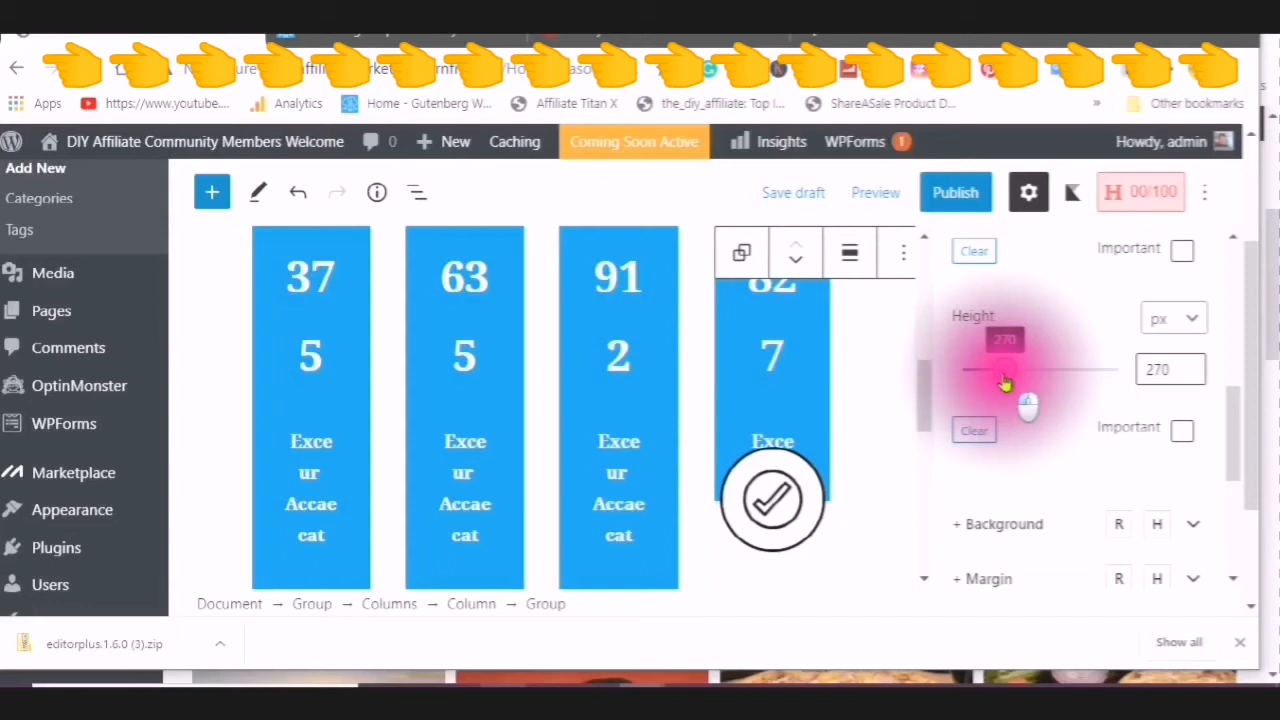 Apps
https://www.youtube....
Analytics
Home - Gutenberg W...
Affiliate Titan X
the_diy_affiliate: Top I...
ShareASale Product D...
»
Other bookmarks
DIY Affiliate Community Members Welcome
0
New
Caching
Coming Soon Active
Insights
WPForms 1
Howdy, admin
Add New
Categories
Tags
Media
Pages
Comments
OptinMonster
WPForms
Marketplace
Appearance
Plugins
Users
Save draft
Preview
Publish
H 00/100
37
5
Exce
ur
Accae
cat
63
5
Exce
ur
Accae
cat
91
2
Exce
ur
Accae
cat
82
7
Exce
Clear
Important
Height
px
270
270
Clear
Important
+ Background
R
H
+ Margin
R
H
Document → Group → Columns → Column → Group
editorplus.1.6.0 (3).zip
Show all